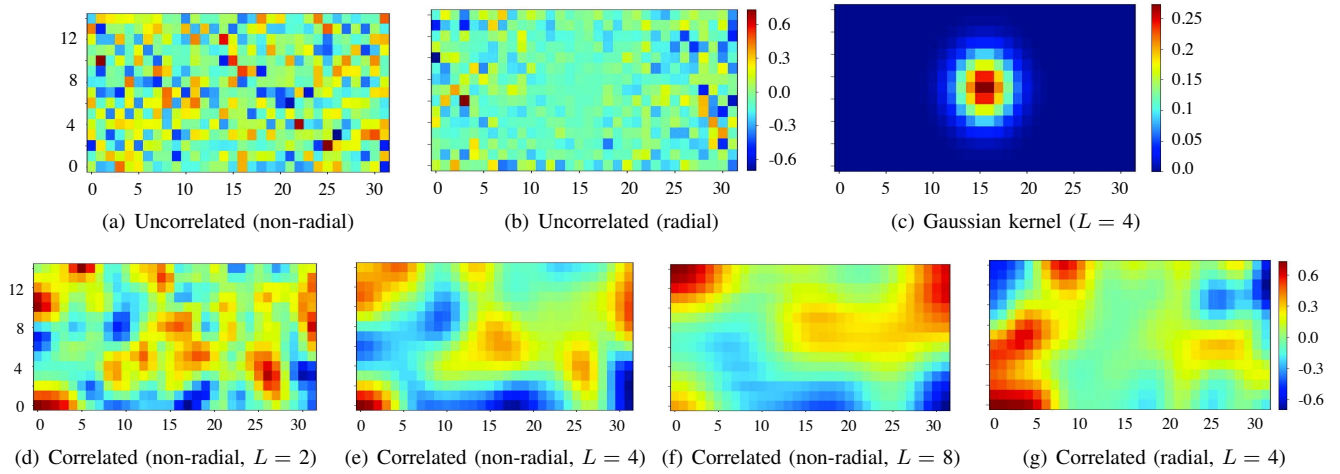 12
8
4
0
0 5 10 15 20 25 30
(a) Uncorrelated (non-radial)
0 5 10 15 20 25 30
0.6
0.3
0.0
-0.3
-0.6
(b) Uncorrelated (radial)
0 5 10 15 20 25 30
0.25
0.20
0.15
0.10
0.05
0.0
(c) Gaussian kernel (L = 4)
12
8
4
0
0 5 10 15 20 25 30
(d) Correlated (non-radial, L = 2)
0 5 10 15 20 25 30
(e) Correlated (non-radial, L = 4)
0 5 10 15 20 25 30
(f) Correlated (non-radial, L = 8)
0 5 10 15 20 25 30
0.6
0.3
0.0
-0.3
-0.6
(g) Correlated (radial, L = 4)